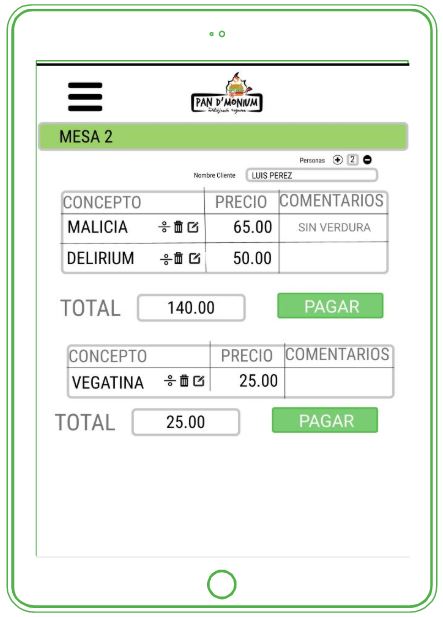 PAN D'MONIUM
MESA 2
Personas 2
Nombre Cliente LUIS PEREZ
CONCEPTO PRECIO COMENTARIOS
MALICIA 65.00 SIN VERDURA
DELIRIUM 50.00
TOTAL 140.00 PAGAR
CONCEPTO PRECIO COMENTARIOS
VEGATINA 25.00
TOTAL 25.00 PAGAR